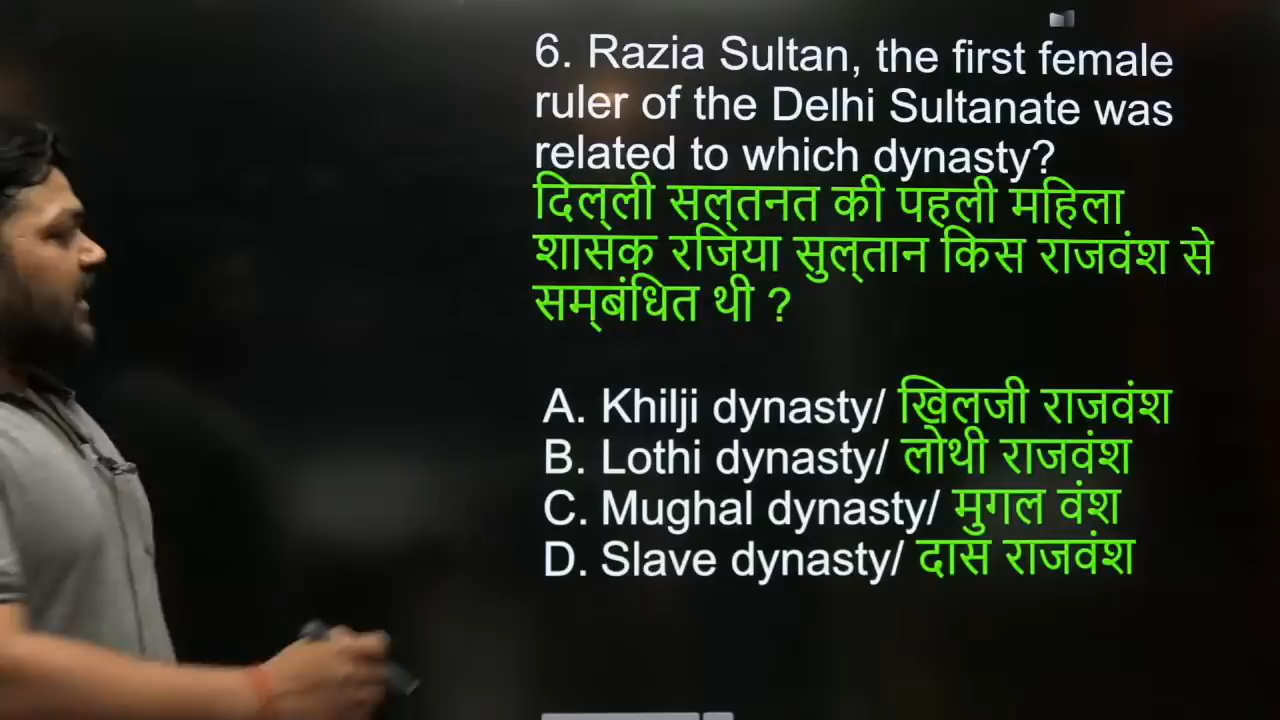 6. Razia Sultan, the first female
ruler of the Delhi Sultanate was
related to which dynasty?
दिल्ली सल्तनत की पहली महिला
शासक रजिया सुल्तान किस राजवंश से
सम्बंधित थी ?
A. Khilji dynasty/ खिलजी राजवंश
B. Lothi dynasty/ लोथी राजवंश
C. Mughal dynasty/ मुगल वंश
D. Slave dynasty/ दास राजवंश